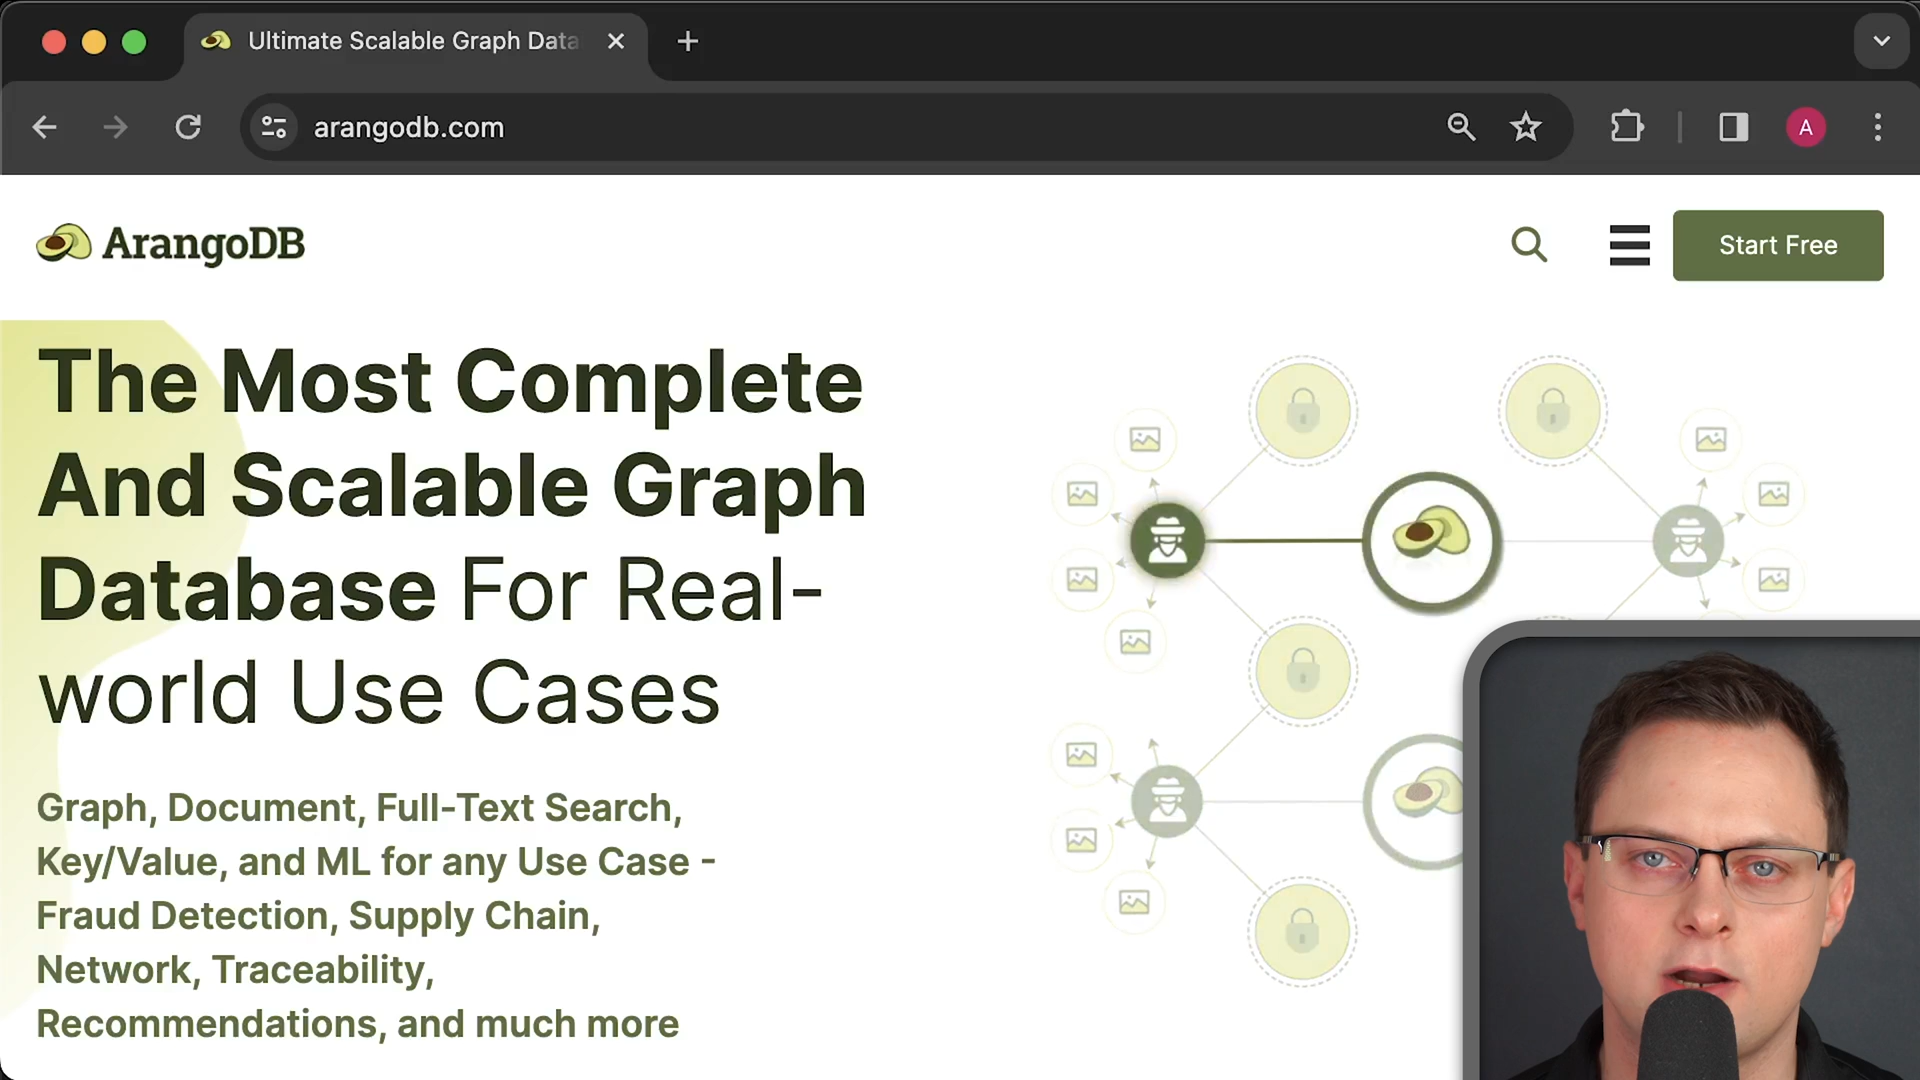 Ultimate Scalable Graph Data
arangodb.com
A
ArangoDB
Start Free
The Most Complete
And Scalable Graph
Database For Real-
world Use Cases
Graph, Document, Full-Text Search,
Key/Value, and ML for any Use Case -
Fraud Detection, Supply Chain,
Network, Traceability,
Recommendations, and much more